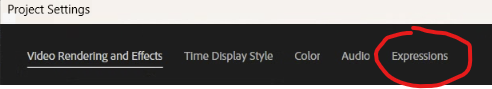 Project Settings
Video Rendering and Effects Time Display Style Color Audio Expressions